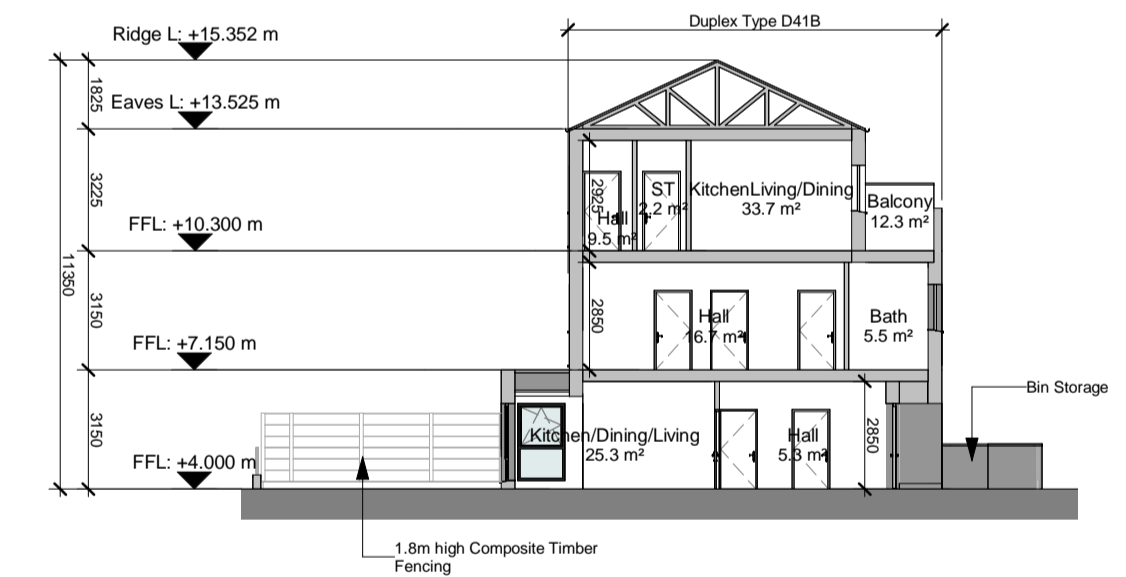 Duplex Type D41B
Ridge L: +15.352 m
1825
Eaves L: +13.525 m
3225
2925
ST
2.2 m²
KitchenLiving/Dining
33.7 m²
Balcony
12.3 m²
Hall
9.5 m²
FFL: +10.300 m
11350
3150
2850
Hall
16.7 m²
Bath
5.5 m²
FFL: +7.150 m
Bin Storage
3150
Kitchen/Dining/Living
25.3 m²
Hall
5.3 m²
2850
FFL: +4.000 m
1.8m high Composite Timber
Fencing